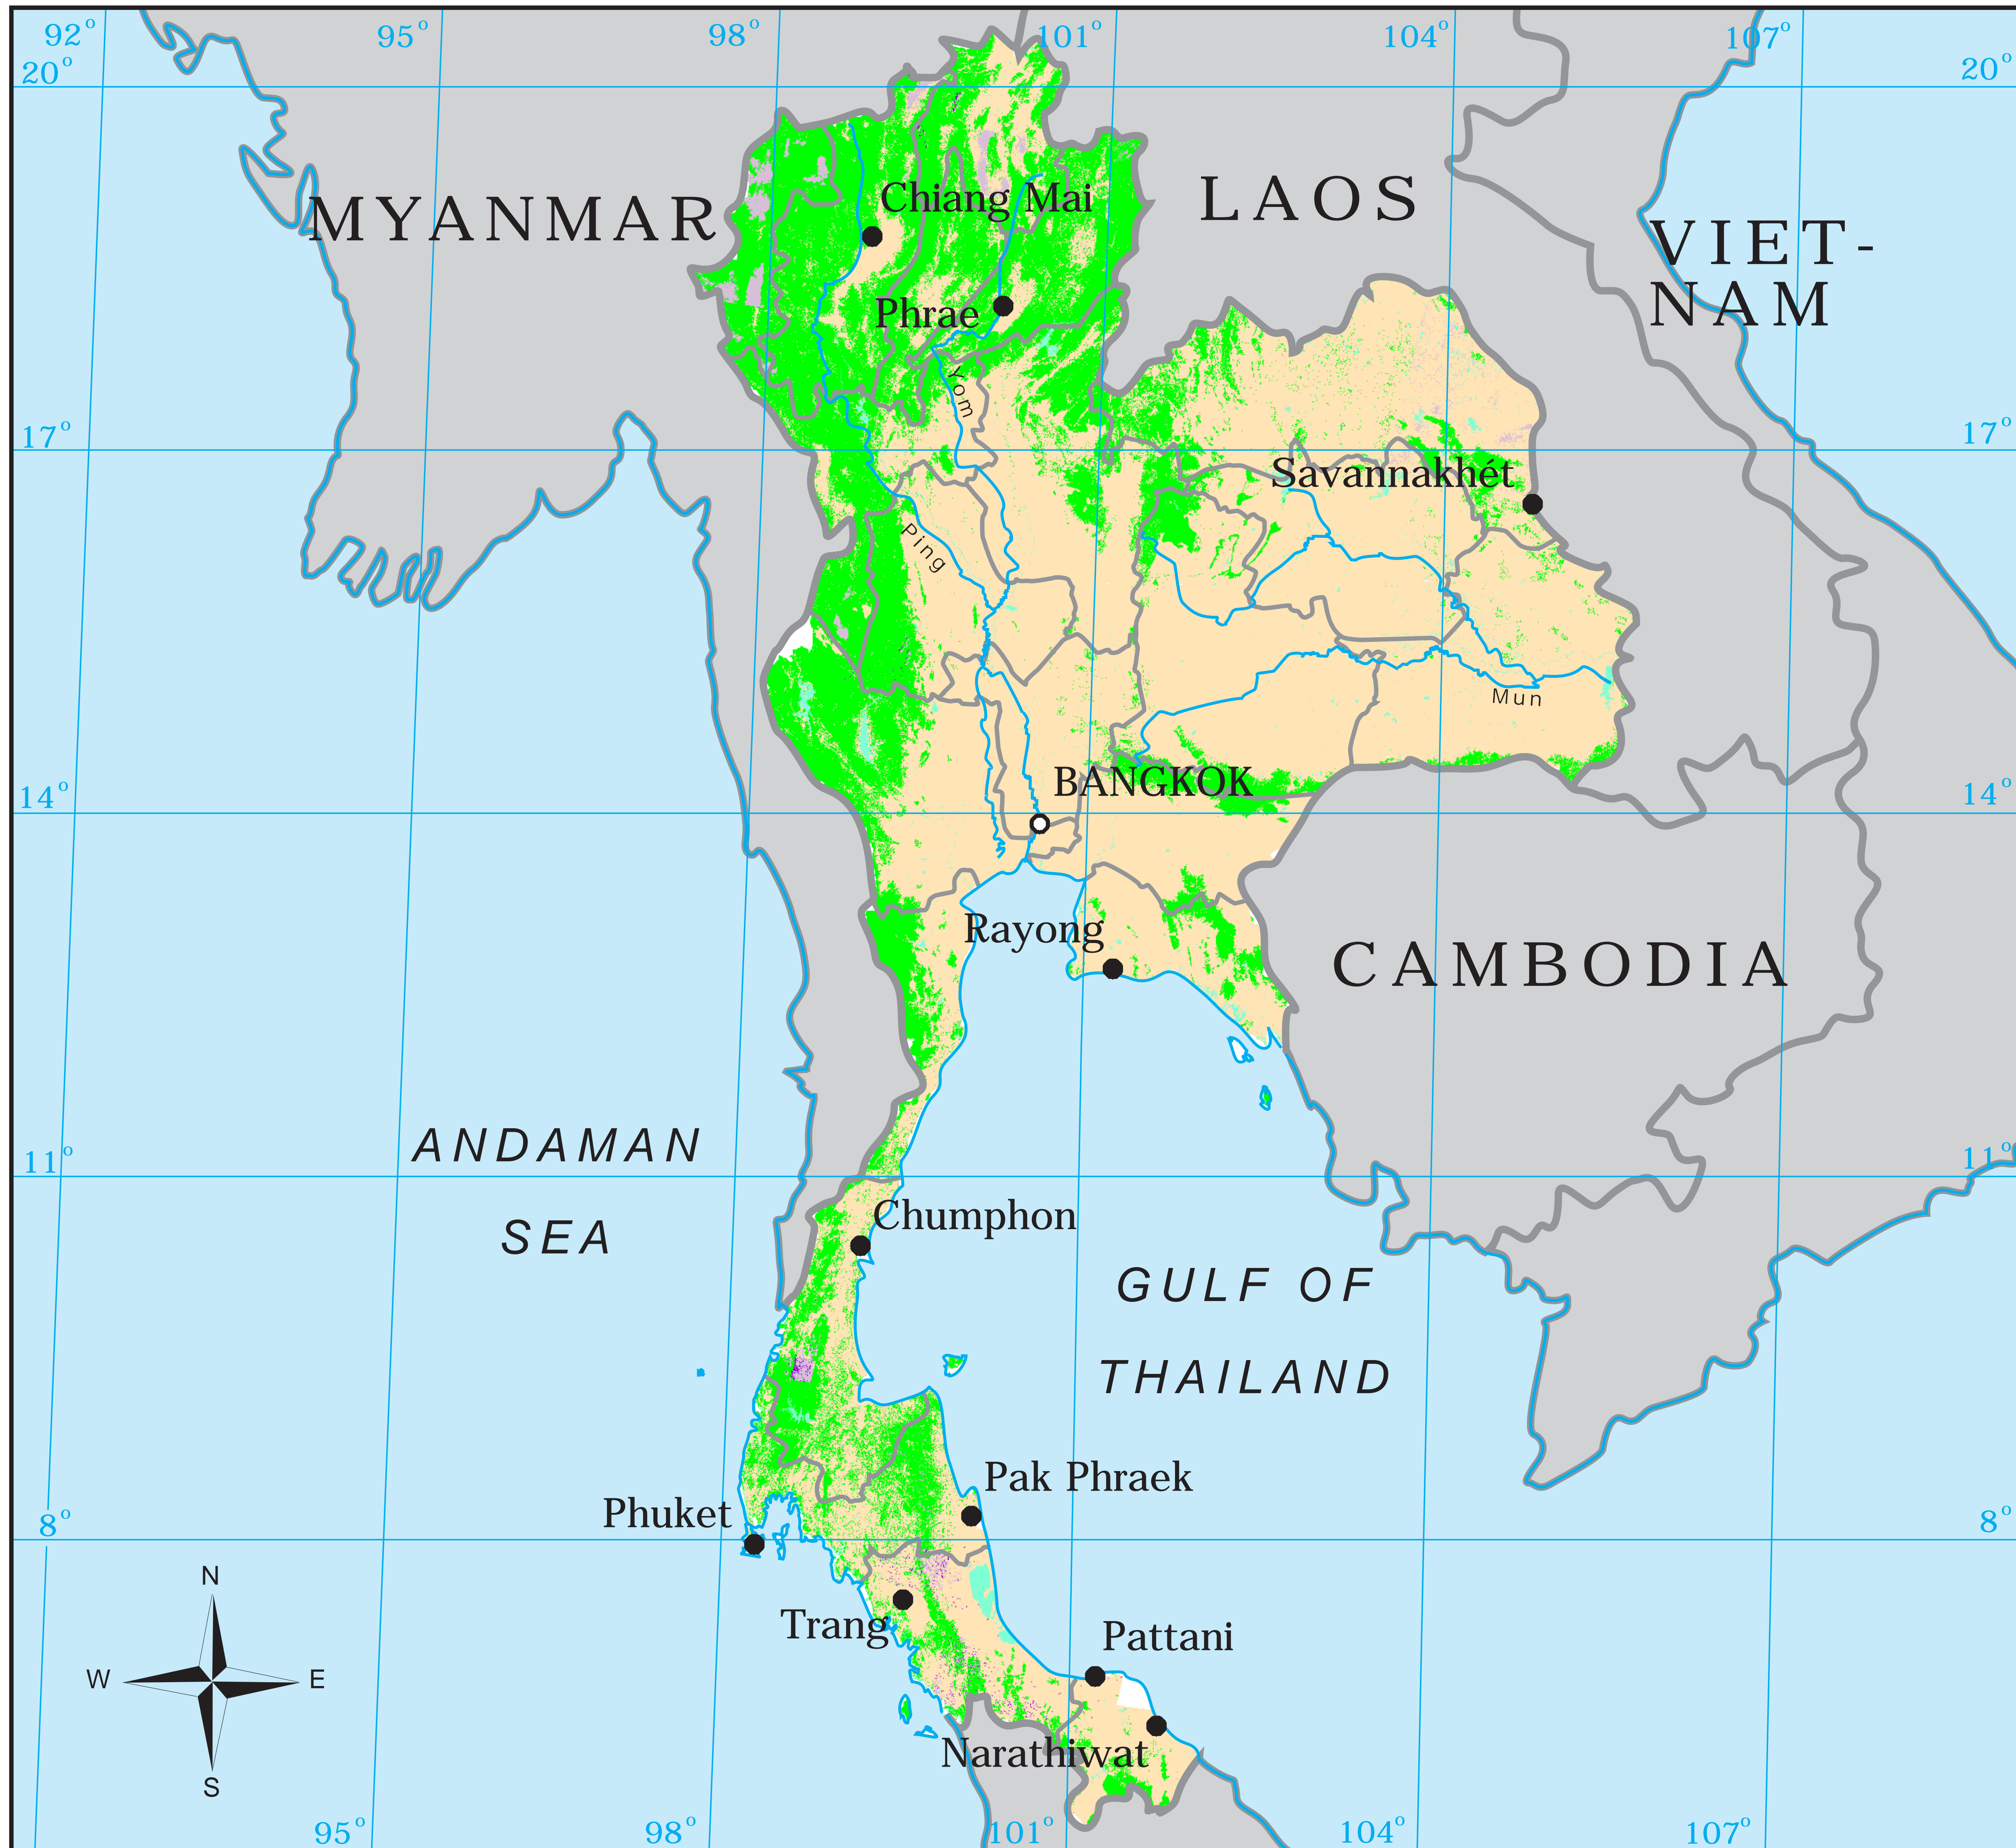 92° 95° 98° 101° 104° 107°
20° 20°
Chiang Mai
LAOS
MYANMAR
VIET-
NAM
Phrae
Yom
17° 17°
Savannakhét
Ping
Mun
BANGKOK
14° 14°
Rayong
CAMBODIA
ANDAMAN
SEA
11° 11°
Chumphon
GULF OF
THAILAND
Pak Phraek
Phuket
8° 8°
N
W E
S
Trang
Pattani
Narathiwat
95° 98° 101° 104° 107°